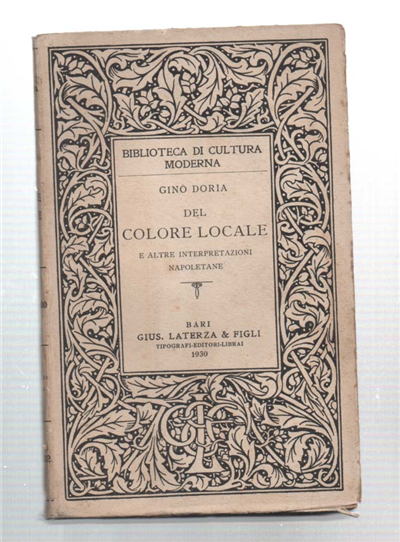 BIBLIOTECA DI CULTURA
MODERNA
GINO DORIA
DEL
COLORE LOCALE
E ALTRE INTERPRETAZIONI
NAPOLETANE
BARI
GIUS. LATERZA & FIGLI
TIPOGRAFI-EDITORI-LIBRAI
1930